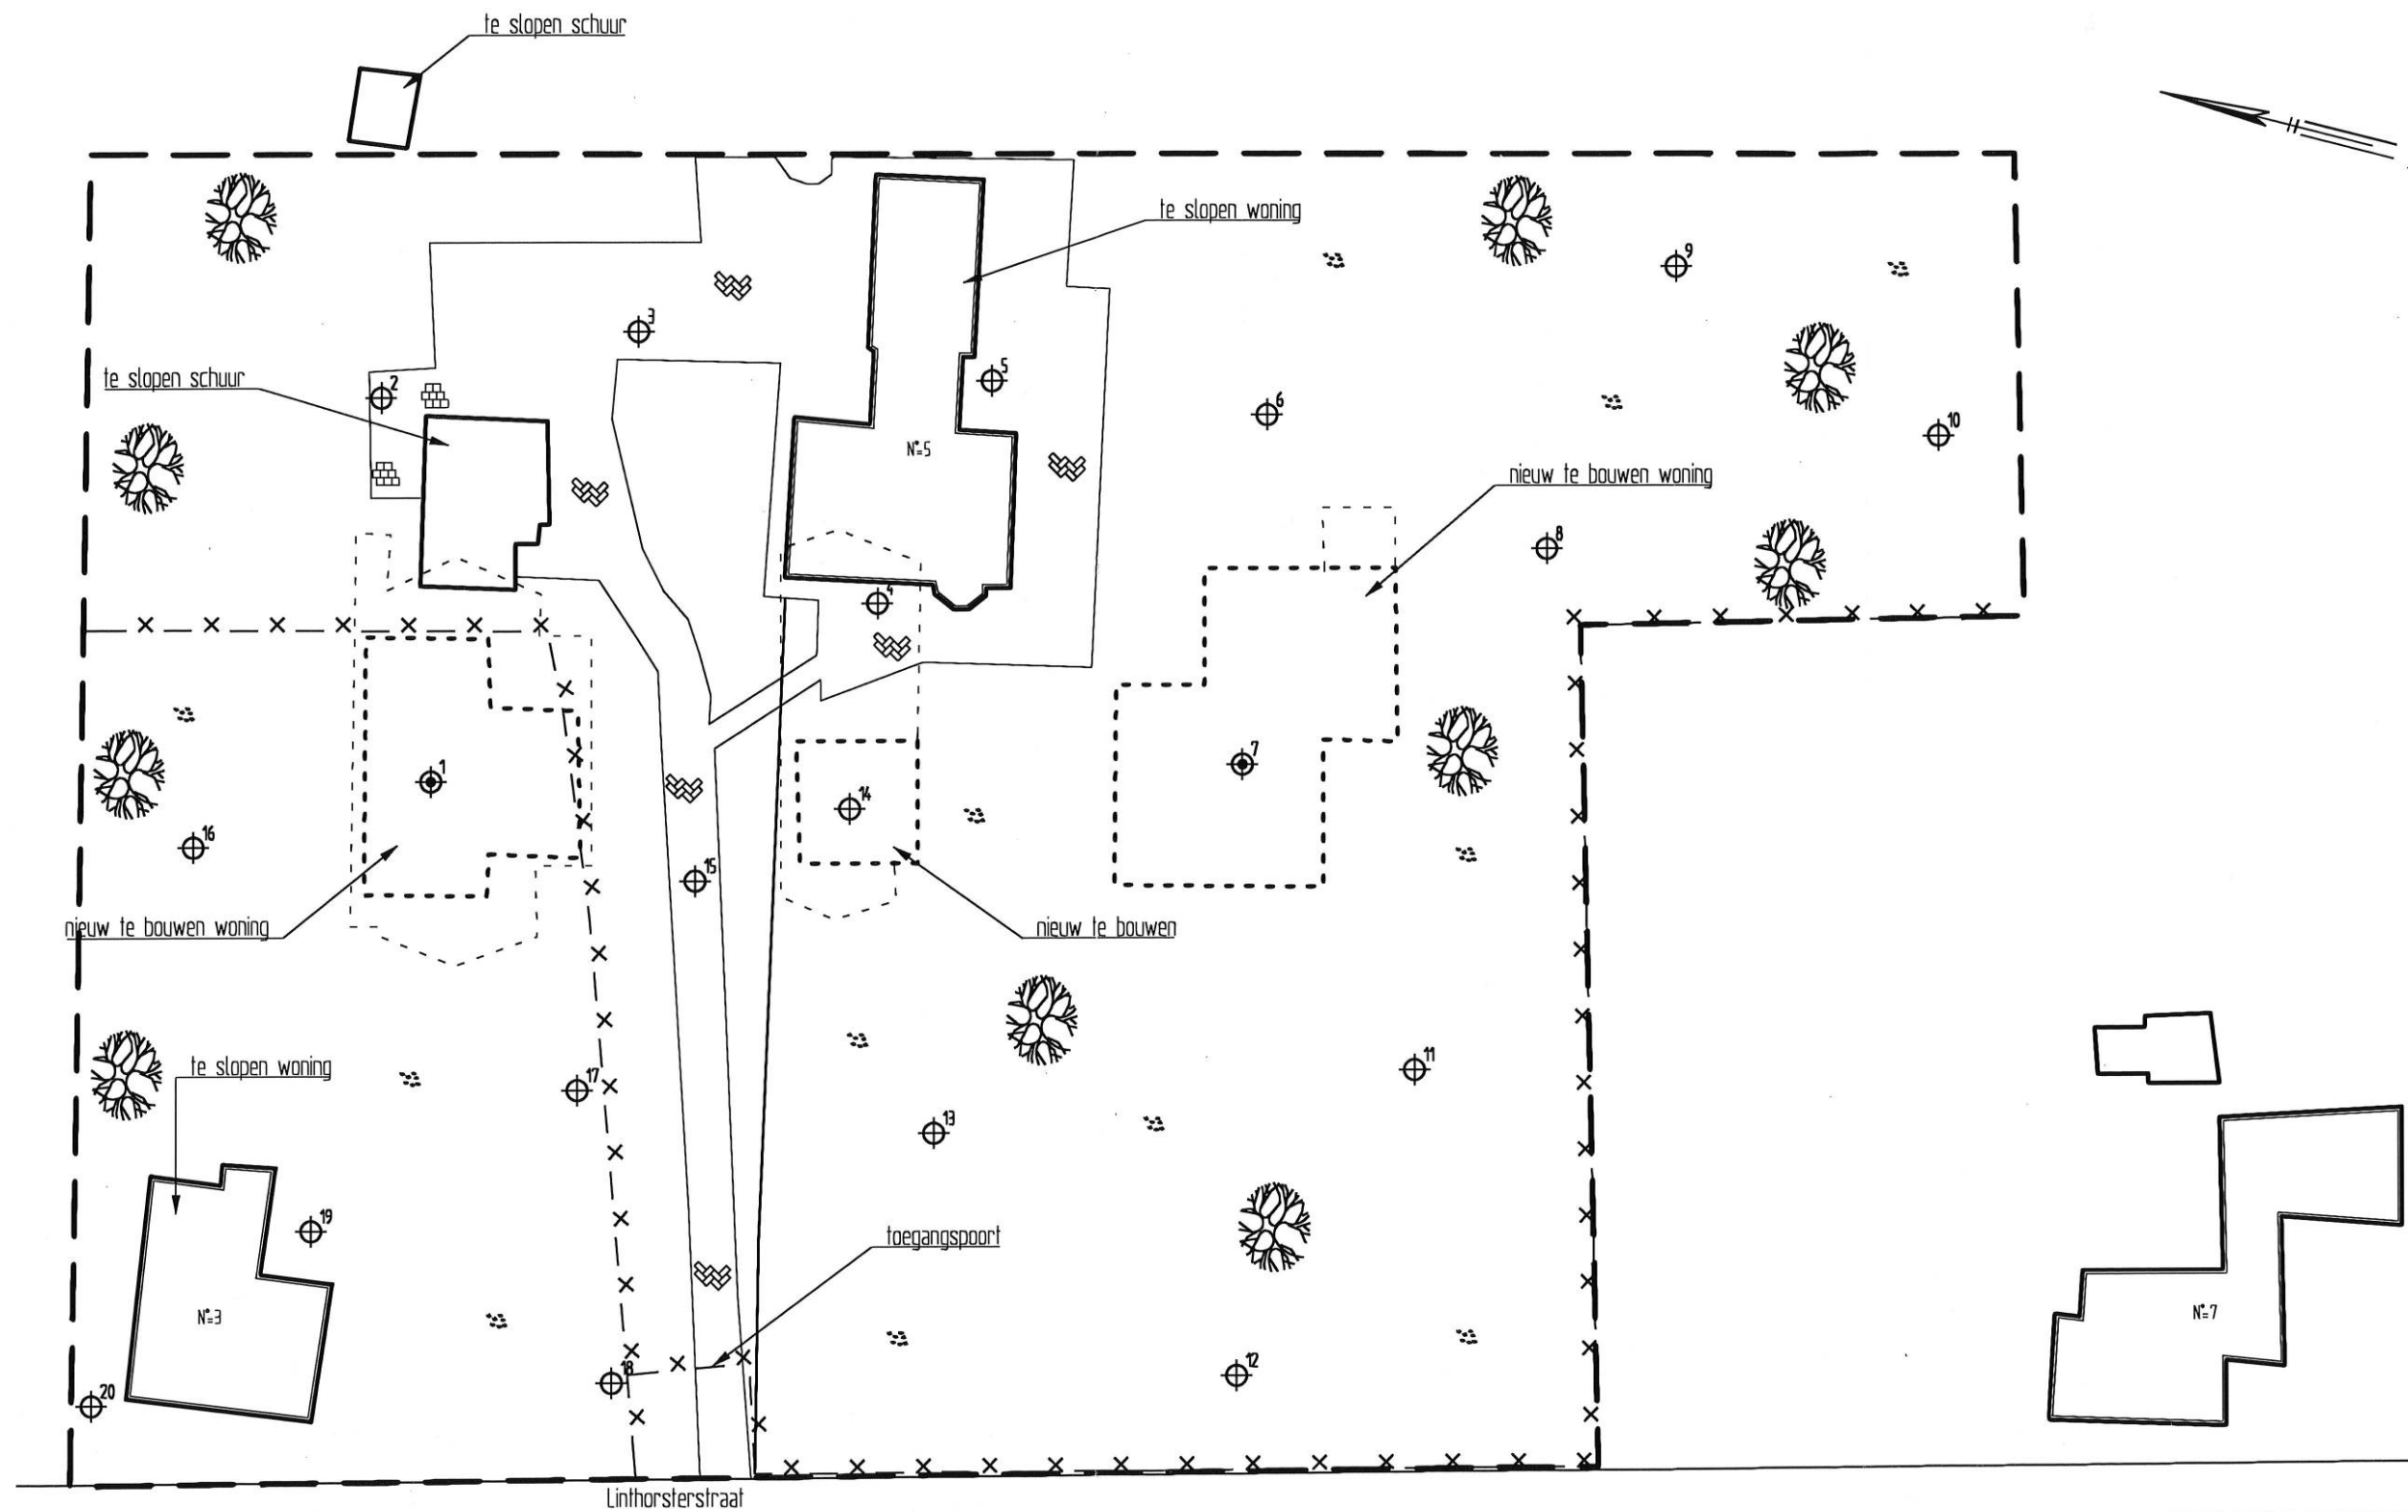 te slopen schuur
te slopen woning
9
3
te slopen schuur
2
5
6
10
N°=5
nieuw te bouwen woning
8
4
7
1
14
16
15
nieuw te bouwen woning
nieuw te bouwen
te slopen woning
17
11
13
19
toegangspoort
N°=3
N°=7
18
12
20
Linthorsterstraat